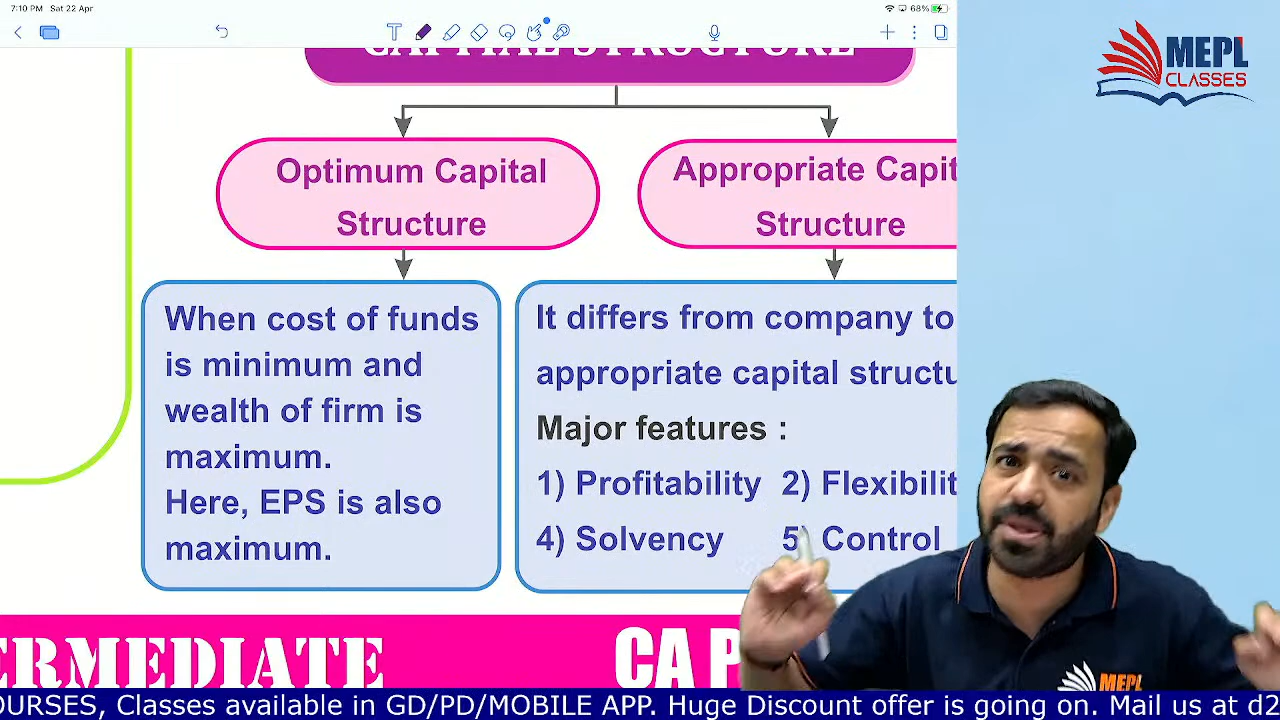 7:10 PM Sat 22 Apr
68%
MEPL
CLASSES
CAPITAL STRUCTURE
Optimum Capital
Structure
Appropriate Capit
Structure
When cost of funds
is minimum and
wealth of firm is
maximum.
Here, EPS is also
maximum.
It differs from company to
appropriate capital structu
Major features :
1) Profitability 2) Flexibilit
4) Solvency 5) Control
ERMEDIATE
CA P
MEPL
OURSES, Classes available in GD/PD/MOBILE APP. Huge Discount offer is going on. Mail us at d2